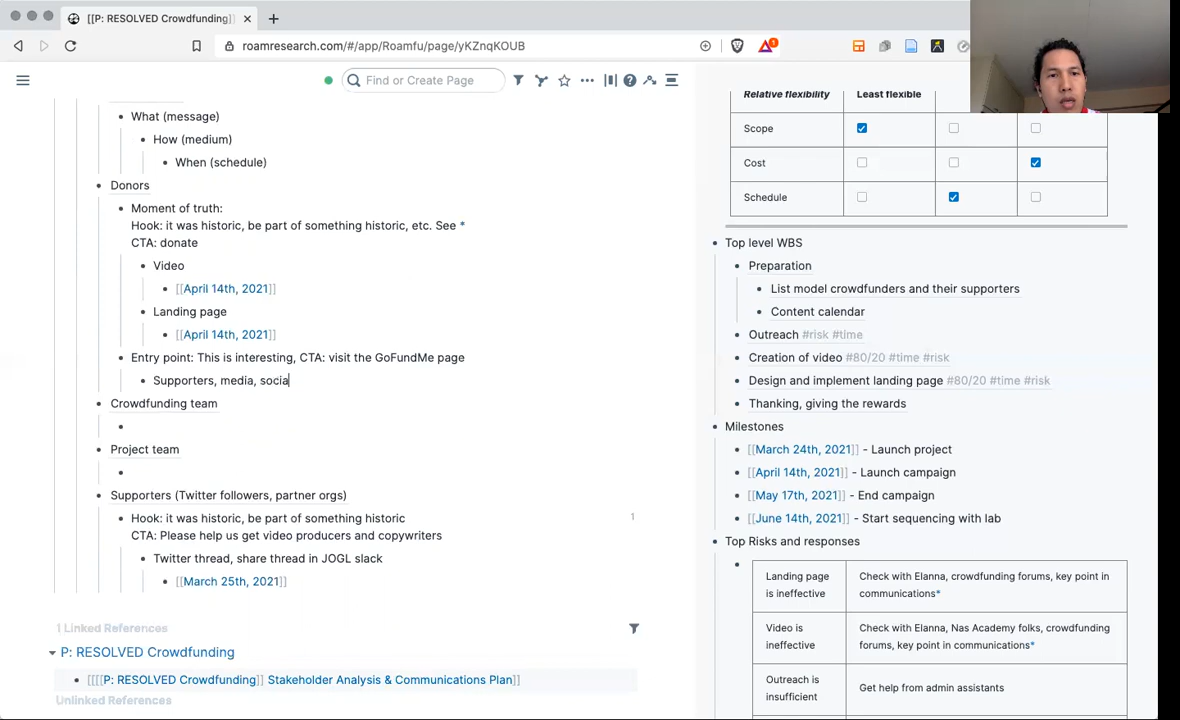 [[P: RESOLVED Crowdfunding]]
roamresearch.com/#/app/Roamfu/page/yKZnqKOUB
1
Find or Create Page
What (message)
How (medium)
When (schedule)
Donors
Moment of truth:
Hook: it was historic, be part of something historic, etc. See *
CTA: donate
Video
[[April 14th, 2021]]
Landing page
[[April 14th, 2021]]
Entry point: This is interesting, CTA: visit the GoFundMe page
Supporters, media, socia
Crowdfunding team
Project team
Supporters (Twitter followers, partner orgs)
Hook: it was historic, be part of something historic
1
CTA: Please help us get video producers and copywriters
Twitter thread, share thread in JOGL slack
[[March 25th, 2021]]
1 Linked References
P: RESOLVED Crowdfunding
[[[[P: RESOLVED Crowdfunding]] Stakeholder Analysis & Communications Plan]]
Unlinked References
Relative flexibility Least flexible
Scope
Cost
Schedule
Top level WBS
Preparation
List model crowdfunders and their supporters
Content calendar
Outreach #risk #time
Creation of video #80/20 #time #risk
Design and implement landing page #80/20 #time #risk
Thanking, giving the rewards
Milestones
[[March 24th, 2021]] - Launch project
[[April 14th, 2021]] - Launch campaign
[[May 17th, 2021]] - End campaign
[[June 14th, 2021]] - Start sequencing with lab
Top Risks and responses
Landing page
is ineffective
Check with Elanna, crowdfunding forums, key point in
communications*
Video is
ineffective
Check with Elanna, Nas Academy folks, crowdfunding
forums, key point in communications*
Outreach is
insufficient
Get help from admin assistants